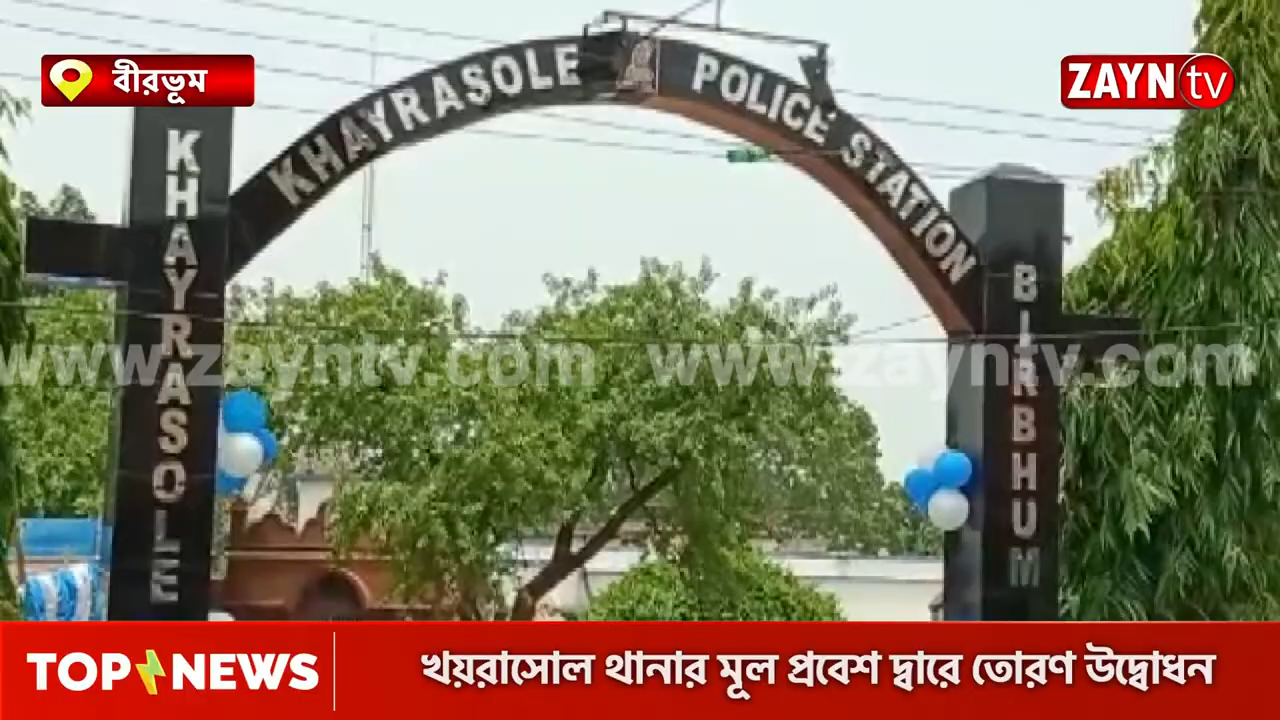 বীরভূম
ZAYN tv
KHAYRASOLE POLICE STATION
KHAYRASOLE
BIRBHUM
www.zayntv.com www.zayntv.com
TOP NEWS
খয়রাসোল থানার মূল প্রবেশ দ্বারে তোরণ উদ্বোধন